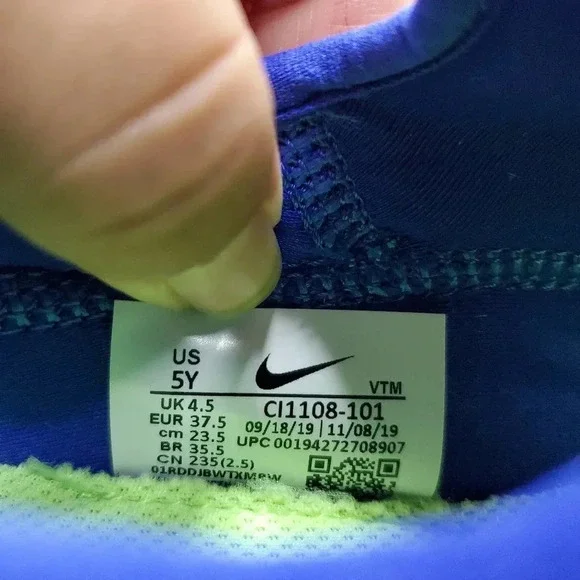 US
5Y
VTM
UK 4.5
EUR 37.5
cm 23.5
BR 35.5
CN 235(2.5)
CI1108-101
09/18/19 | 11/08/19
UPC 00194272708907